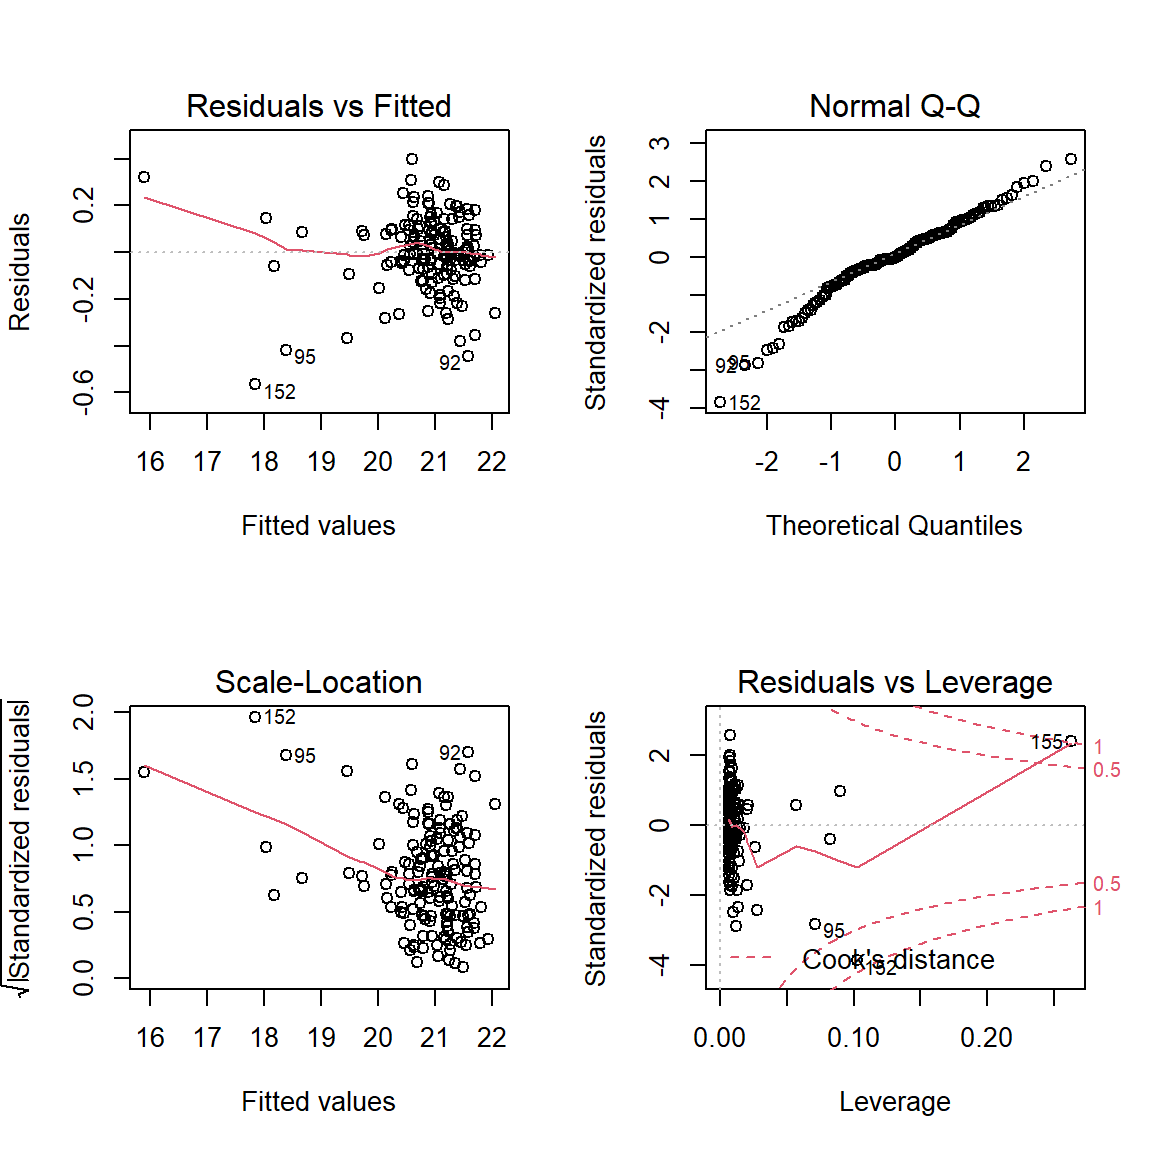 Residuals vs Fitted
Residuals
0.2
-0.2
-0.6
95
152
92
16 17 18 19 20 21 22
Fitted values
Normal Q-Q
Standardized residuals
3
2
1
0
-2
-4
92 95
152
-2 -1 0 1 2
Theoretical Quantiles
Scale-Location
√|Standardized residuals|
2.0
1.5
1.0
0.5
0.0
152
95
92
16 17 18 19 20 21 22
Fitted values
Residuals vs Leverage
Standardized residuals
2
0
-2
-4
155
1
0.5
0.5
1
95
152
Cook's distance
0.00 0.10 0.20
Leverage